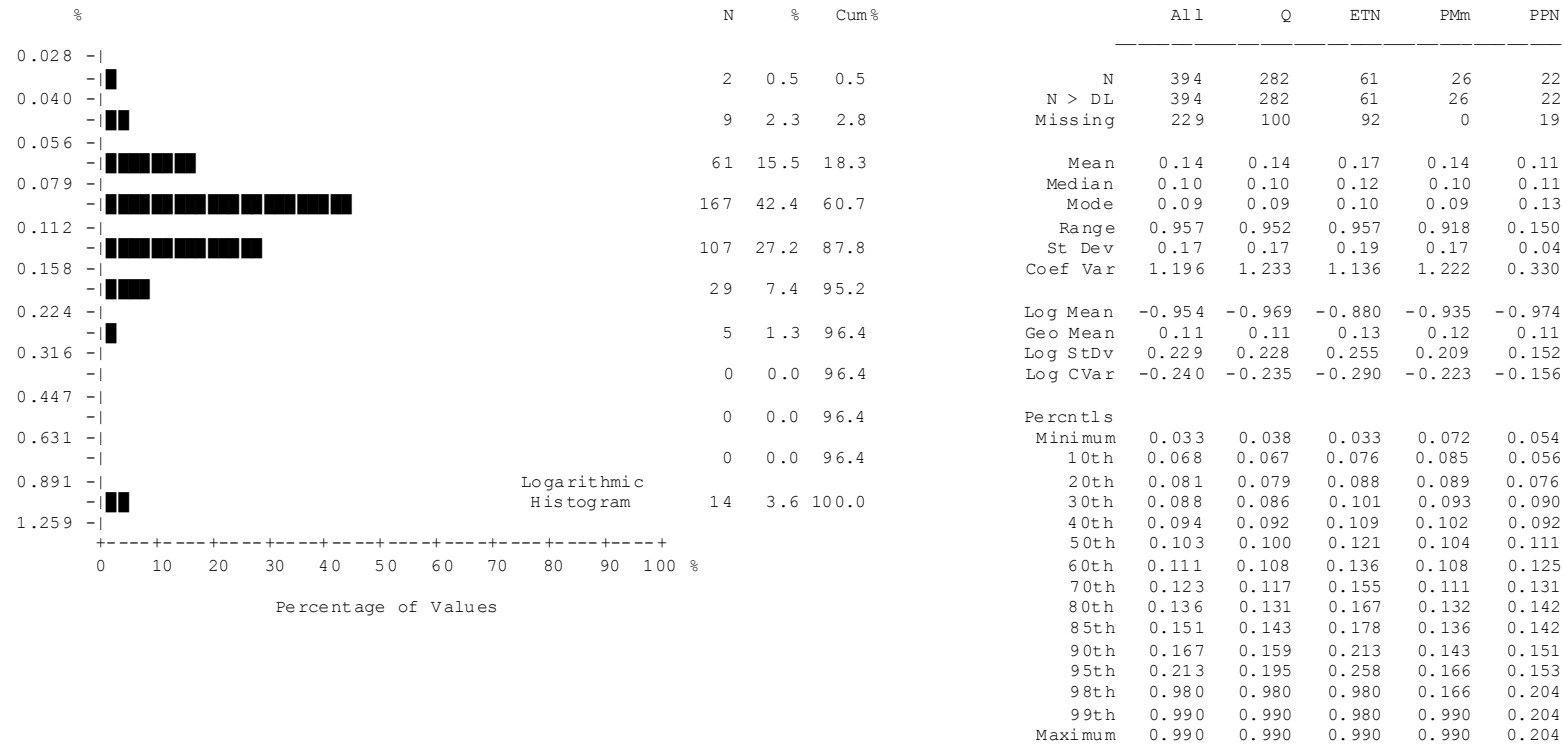 % N % Cum% All Q ETN PMm PPN
0.028 -|
-| 2 0.5 0.5 N 394 282 61 26 22
0.040 -| N > DL 394 282 61 26 22
-| 9 2.3 2.8 Missing 229 100 92 0 19
0.056 -|
-| 61 15.5 18.3 Mean 0.14 0.14 0.17 0.14 0.11
0.079 -| Median 0.10 0.10 0.12 0.10 0.11
-| 167 42.4 60.7 Mode 0.09 0.09 0.10 0.09 0.13
0.112 -| Range 0.957 0.952 0.957 0.918 0.150
-| 107 27.2 87.8 St Dev 0.17 0.17 0.19 0.17 0.04
0.158 -| Coef Var 1.196 1.233 1.136 1.222 0.330
-| 29 7.4 95.2
0.224 -| Log Mean -0.954 -0.969 -0.880 -0.935 -0.974
-| 5 1.3 96.4 Geo Mean 0.11 0.11 0.13 0.12 0.11
0.316 -| Log StDv 0.229 0.228 0.255 0.209 0.152
-| 0 0.0 96.4 Log CVar -0.240 -0.235 -0.290 -0.223 -0.156
0.447 -|
-| 0 0.0 96.4 Percntls
0.631 -| Minimum 0.033 0.038 0.033 0.072 0.054
-| 0 0.0 96.4 10th 0.068 0.067 0.076 0.085 0.056
0.891 -| Logarithmic 20th 0.081 0.079 0.088 0.089 0.076
-| Histogram 14 3.6 100.0 30th 0.088 0.086 0.101 0.093 0.090
1.259 -| 40th 0.094 0.092 0.109 0.102 0.092
+----+----+----+----+----+----+----+----+----+----+ 50th 0.103 0.100 0.121 0.104 0.111
0 10 20 30 40 50 60 70 80 90 100 % 60th 0.111 0.108 0.136 0.108 0.125
70th 0.123 0.117 0.155 0.111 0.131
Percentage of Values 80th 0.136 0.131 0.167 0.132 0.142
85th 0.151 0.143 0.178 0.136 0.142
90th 0.167 0.159 0.213 0.143 0.151
95th 0.213 0.195 0.258 0.166 0.153
98th 0.980 0.980 0.980 0.166 0.204
99th 0.990 0.990 0.980 0.990 0.204
Maximum 0.990 0.990 0.990 0.990 0.204